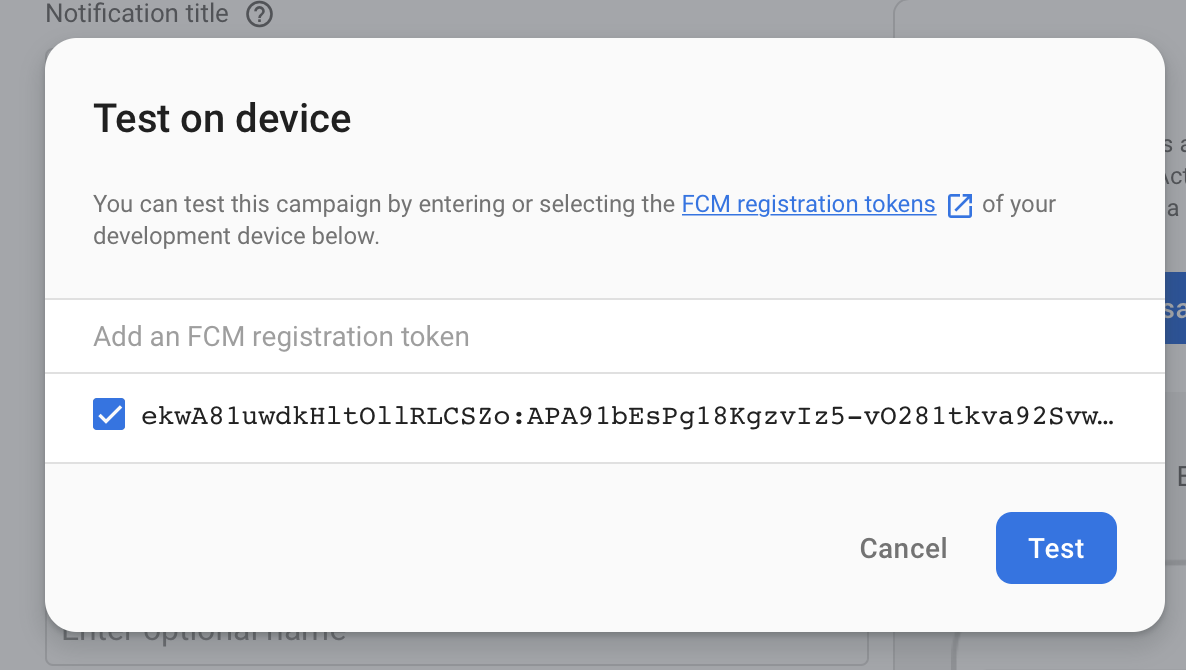 Notification title
Test on device
You can test this campaign by entering or selecting the FCM registration tokens of your
development device below.
Add an FCM registration token
ekwA81uwdkHltOllRLCSZo:APA91bEsPg18KgzvIz5-vO281tkva92Svw…
Cancel
Test
Enter optional name